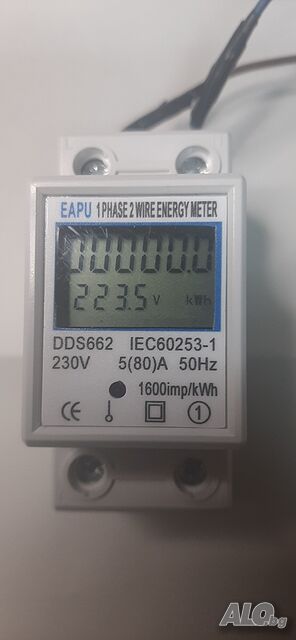 EAPU 1 PHASE 2 WIRE ENERGY METER
00000.0
223.5 V kWh
DDS662 IEC60253-1
230V 5(80)A 50Hz
1600imp/kWh
CE 1
ALO.bg